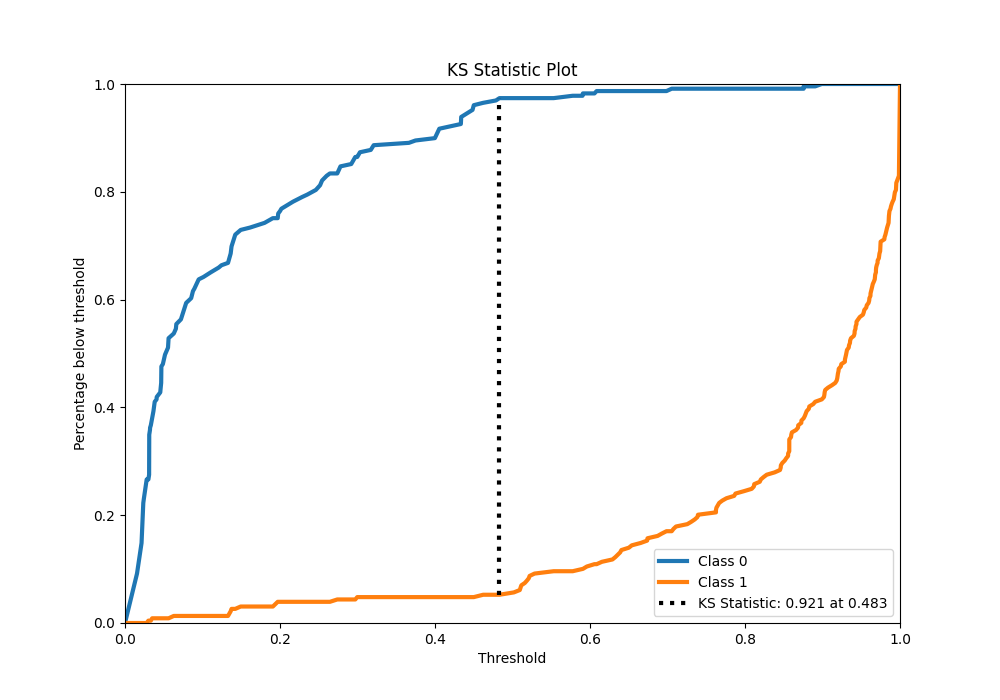 KS Statistic Plot
1.0
0.8
0.6
0.4
0.2
0.0
Percentage below threshold
0.0 0.2 0.4 0.6 0.8 1.0
Threshold
Class 0
Class 1
KS Statistic: 0.921 at 0.483